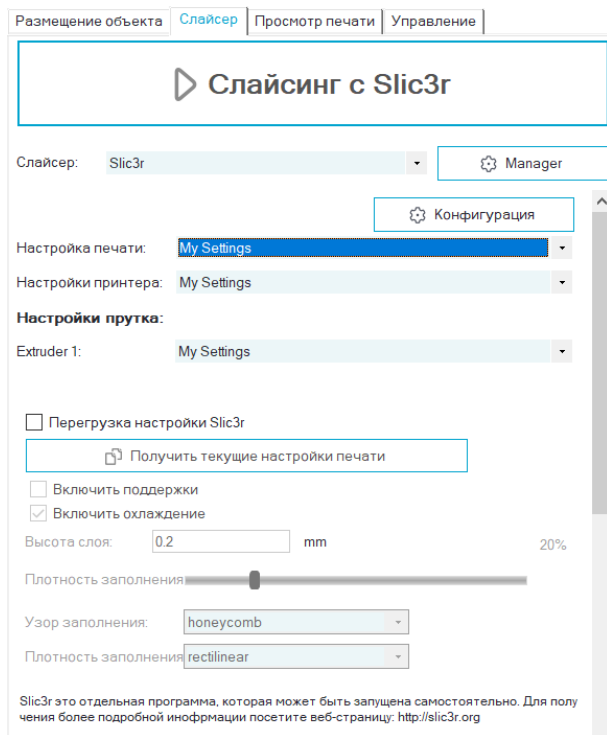 Размещение объекта Слайсер Просмотр печати Управление
Слайсинг с Slic3r
Слайсер: Slic3r Manager
Конфигурация
Настройка печати: My Settings
Настройки принтера: My Settings
Настройки прутка:
Extruder 1: My Settings
Перегрузка настройки Slic3r
Получить текущие настройки печати
Включить поддержки
Включить охлаждение
Высота слоя: 0.2 mm 20%
Плотность заполнения
Узор заполнения: honeycomb
Плотность заполнения rectilinear
Slic3r это отдельная программа, которая может быть запущена самостоятельно. Для полу
чения более подробной инофрмации посетите веб-страницу: http://slic3r.org